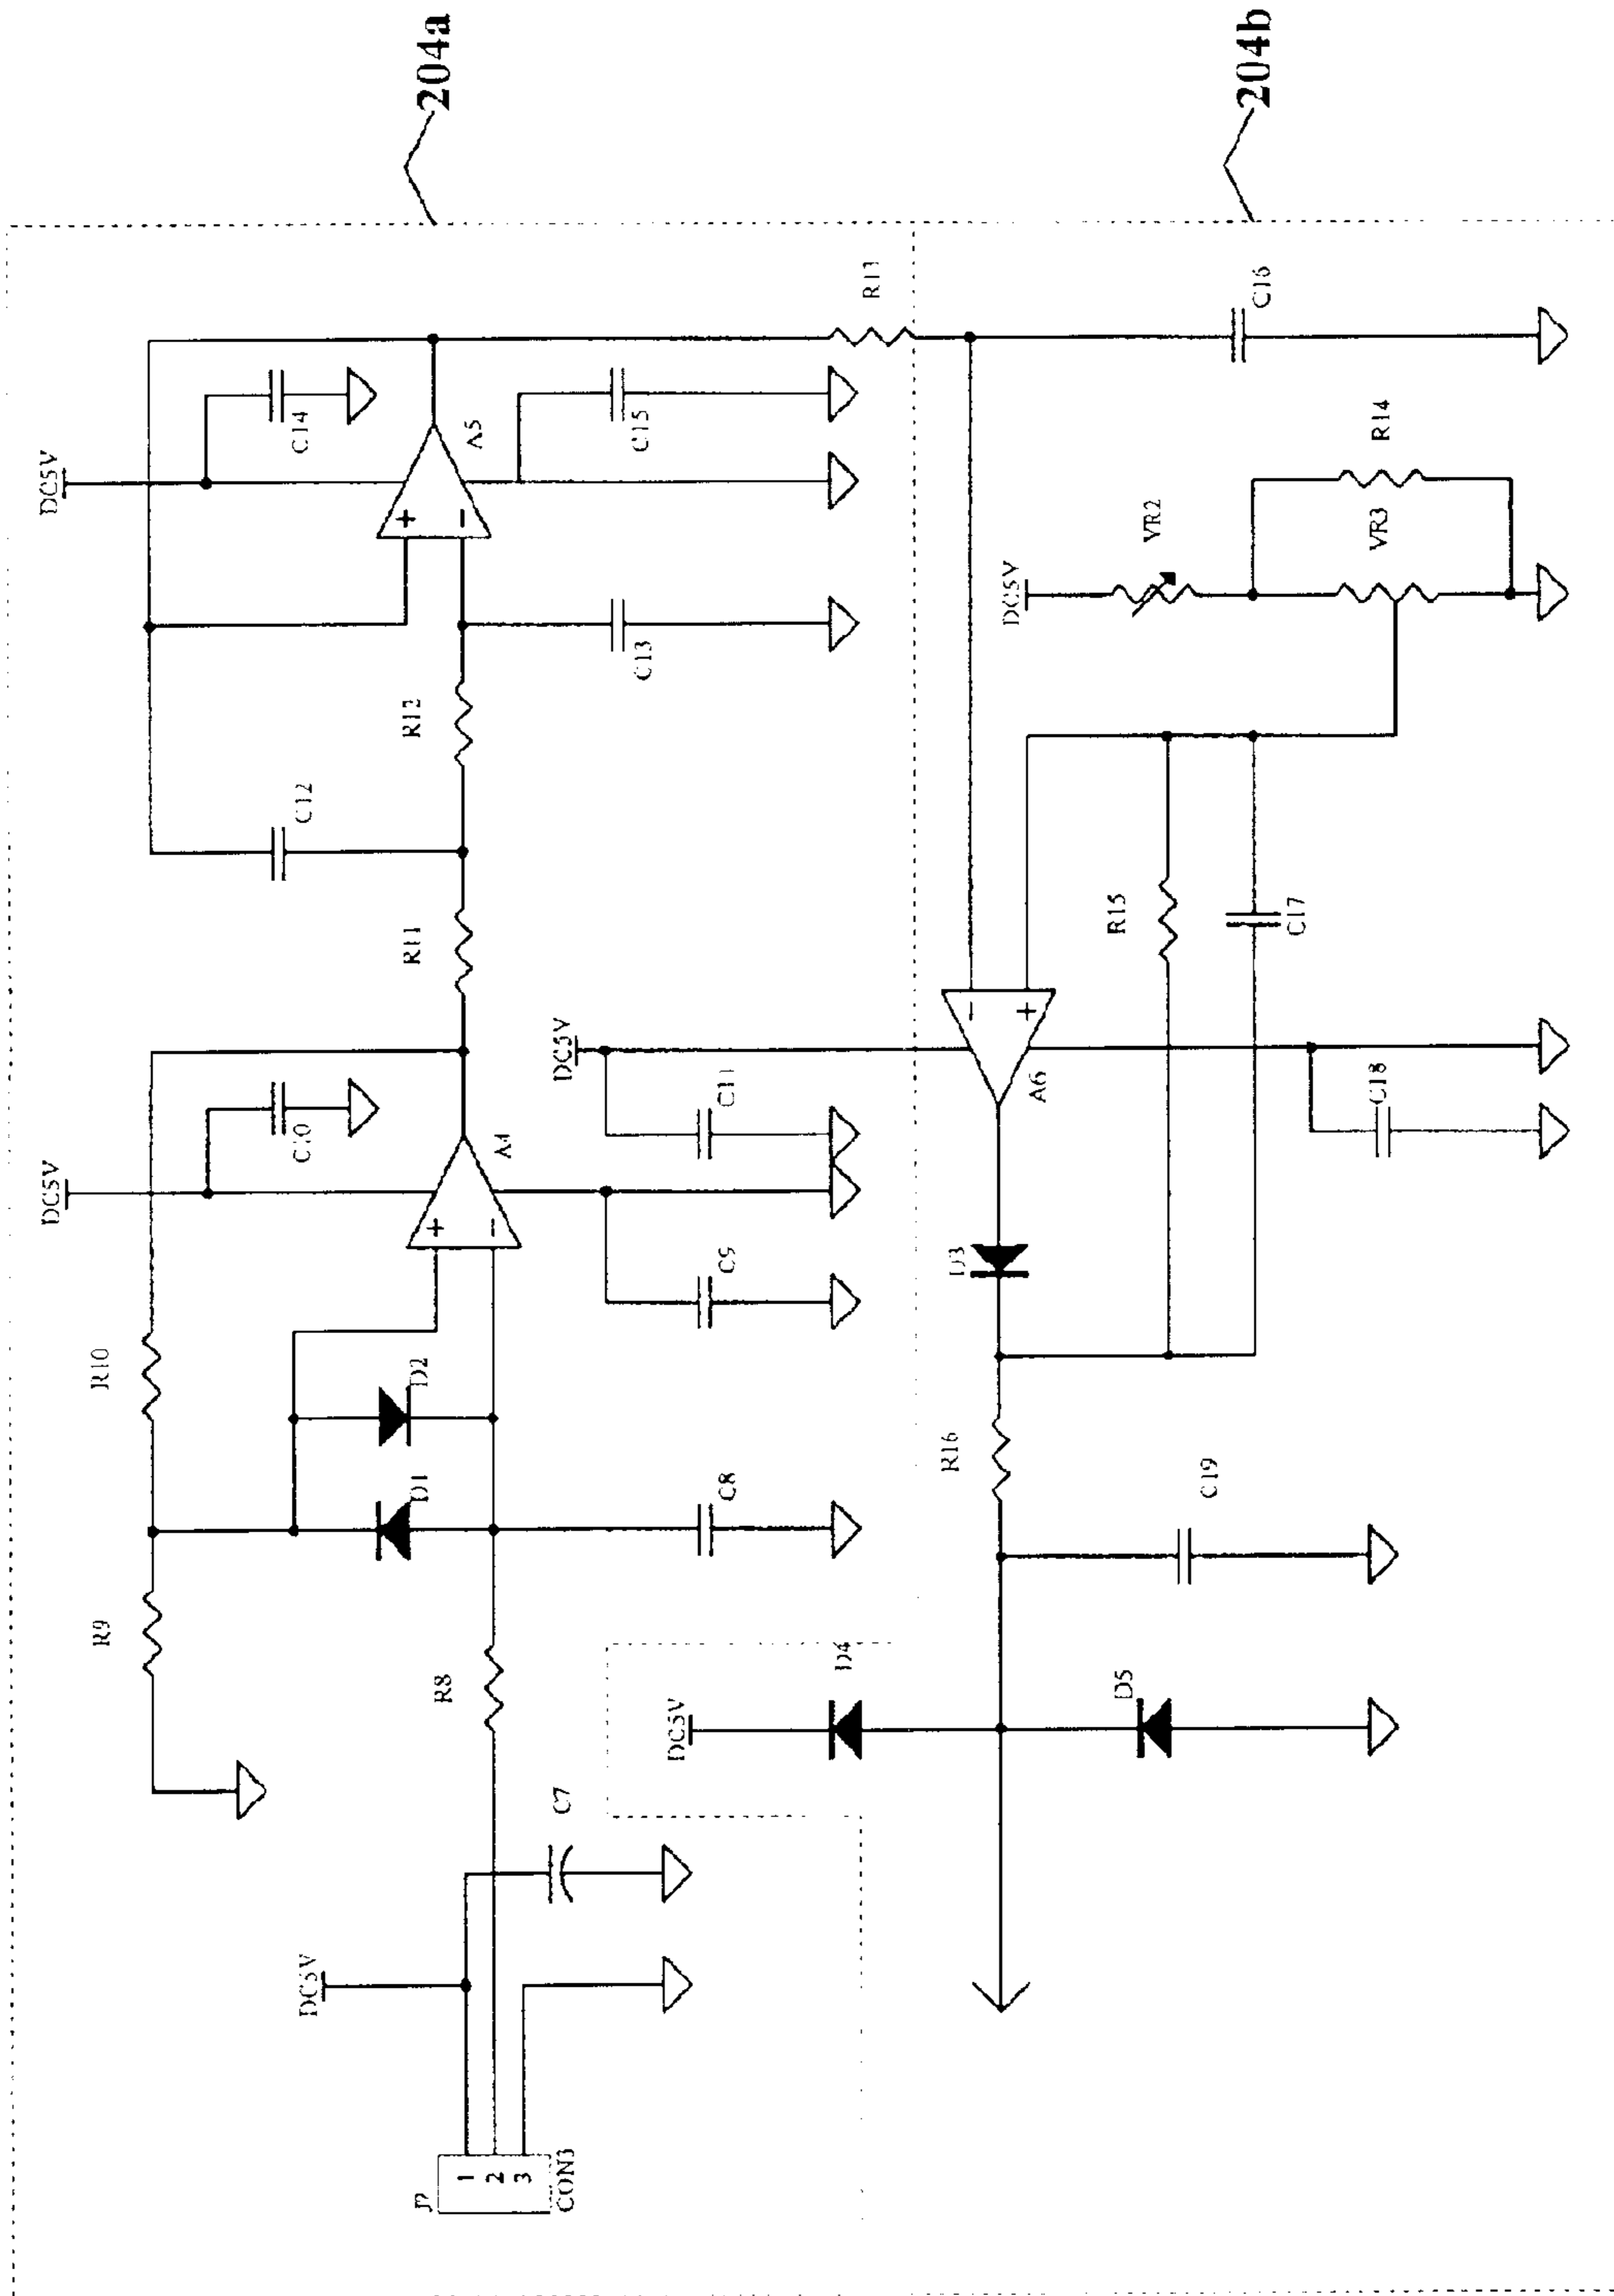 204a
204b
DC5V
DC5V
C14
C10
A5
C15
R13
C16
C12
R12
C13
R10
R11
A4
DC5V
C11
C9
D2
D1
R9
R8
C8
DC5V
C7
J?
1
2
3
CON3
DC5V
VR2
R14
VR3
R15
C17
A6
C18
D3
R16
C19
DC5V
D4
D5
+
-
+
-
-
+